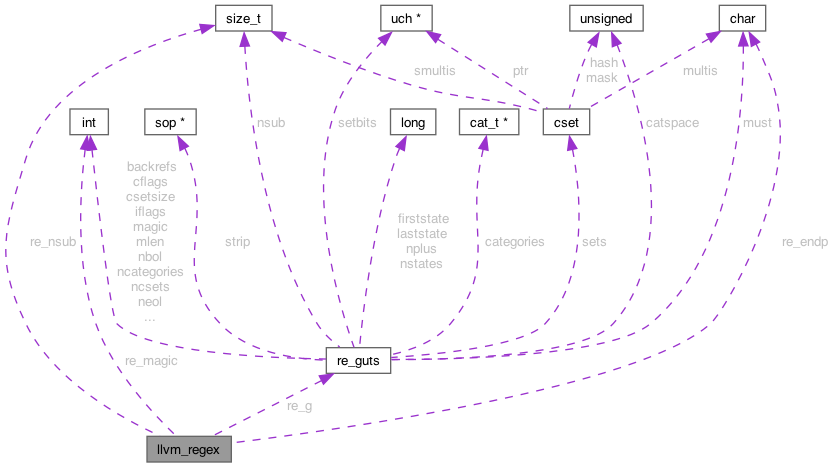 size_t
uch *
unsigned
char
smultis
ptr
hash
mask
multis
int
sop *
long
cat_t *
cset
nsub
setbits
catspace
must
backrefs
cflags
csetsize
iflags
magic
mlen
nbol
ncategories
ncsets
neol
...
firststate
laststate
nplus
nstates
re_nsub
strip
categories
sets
re_endp
re_magic
re_guts
re_g
llvm_regex